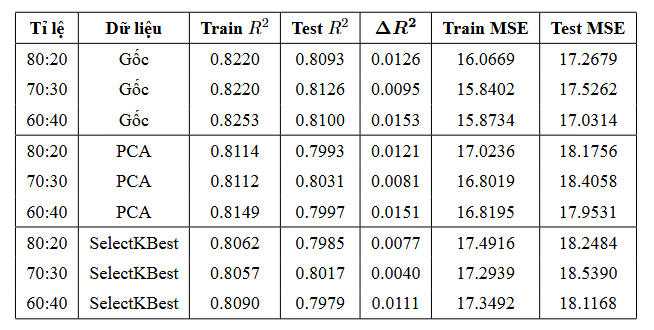 Tỉ lệ Dữ liệu Train R² Test R² ΔR² Train MSE Test MSE
80:20 Gốc 0.8220 0.8093 0.0126 16.0669 17.2679
70:30 Gốc 0.8220 0.8126 0.0095 15.8402 17.5262
60:40 Gốc 0.8253 0.8100 0.0153 15.8734 17.0314
80:20 PCA 0.8114 0.7993 0.0121 17.0236 18.1756
70:30 PCA 0.8112 0.8031 0.0081 16.8019 18.4058
60:40 PCA 0.8149 0.7997 0.0151 16.8195 17.9531
80:20 SelectKBest 0.8062 0.7985 0.0077 17.4916 18.2484
70:30 SelectKBest 0.8057 0.8017 0.0040 17.2939 18.5390
60:40 SelectKBest 0.8090 0.7979 0.0111 17.3492 18.1168